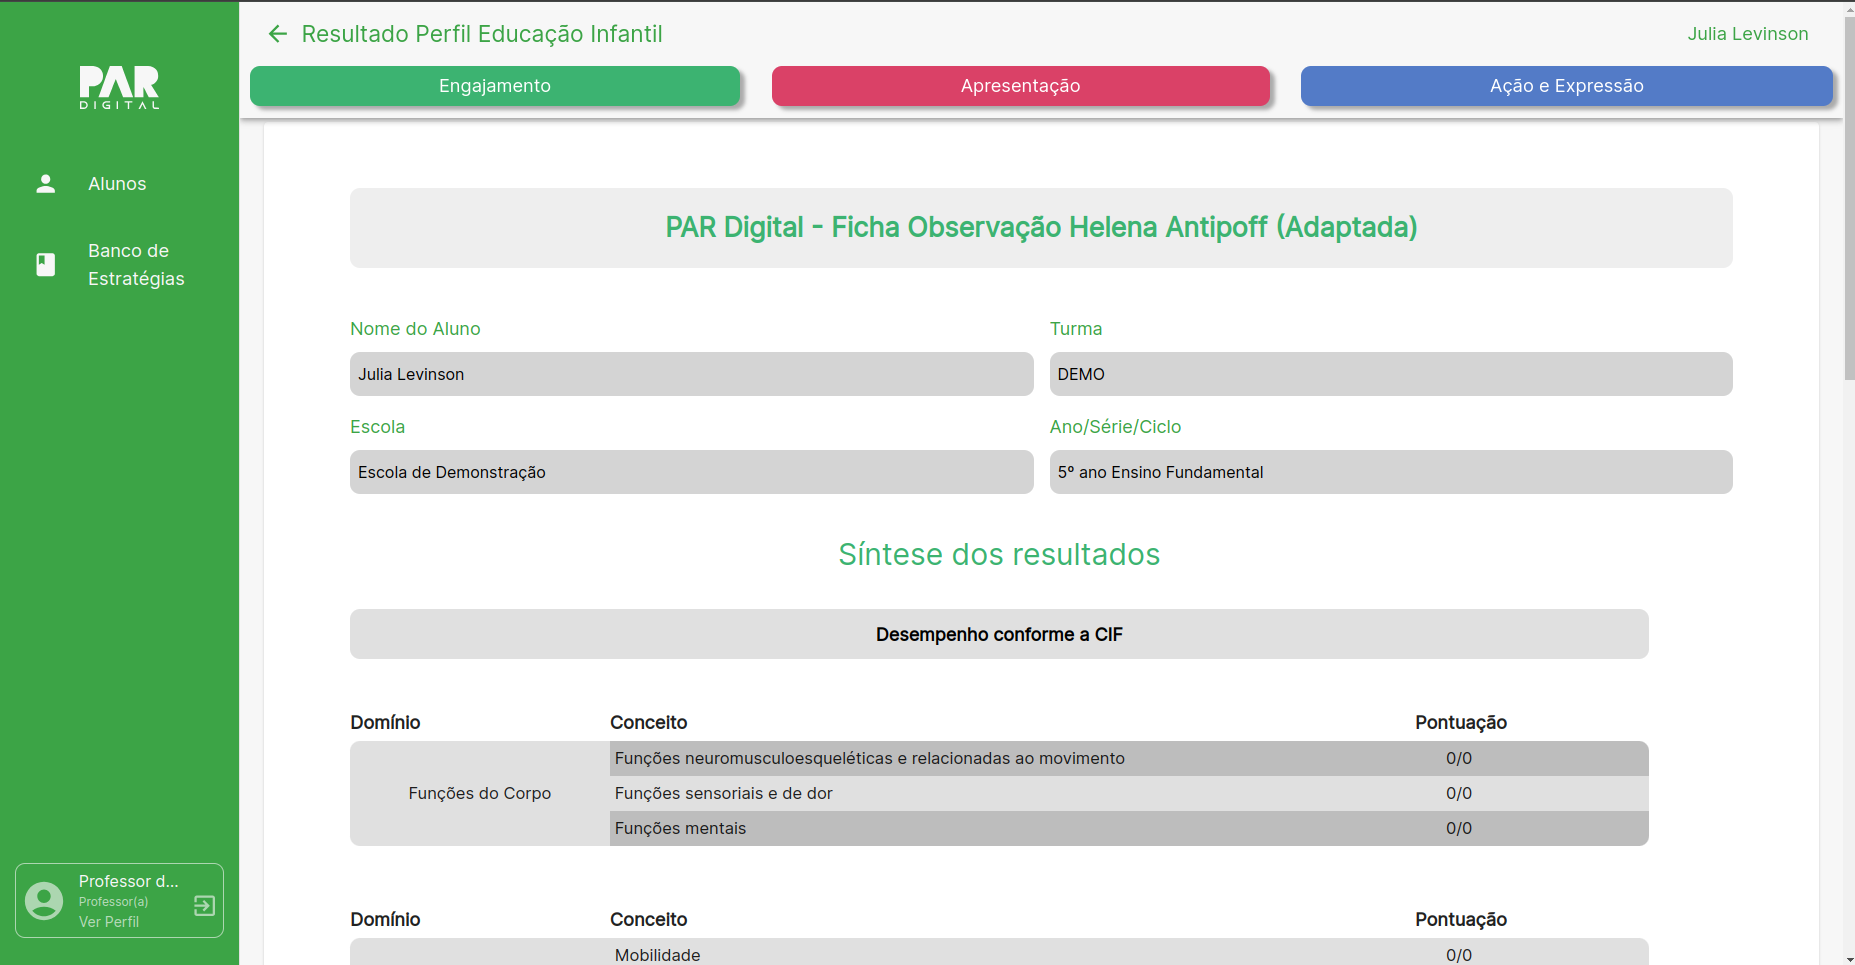 PAR
DIGITAL
Alunos
Banco de
Estratégias
Professor d...
Professor(a)
Ver Perfil
Resultado Perfil Educação Infantil
Julia Levinson
Engajamento
Apresentação
Ação e Expressão
PAR Digital - Ficha Observação Helena Antipoff (Adaptada)
Nome do Aluno
Turma
Julia Levinson
DEMO
Escola
Ano/Série/Ciclo
Escola de Demonstração
5º ano Ensino Fundamental
Síntese dos resultados
Desempenho conforme a CIF
Domínio Conceito Pontuação
Funções neuromusculoesqueléticas e relacionadas ao movimento 0/0
Funções do Corpo Funções sensoriais e de dor 0/0
Funções mentais 0/0
Domínio Conceito Pontuação
Mobilidade 0/0